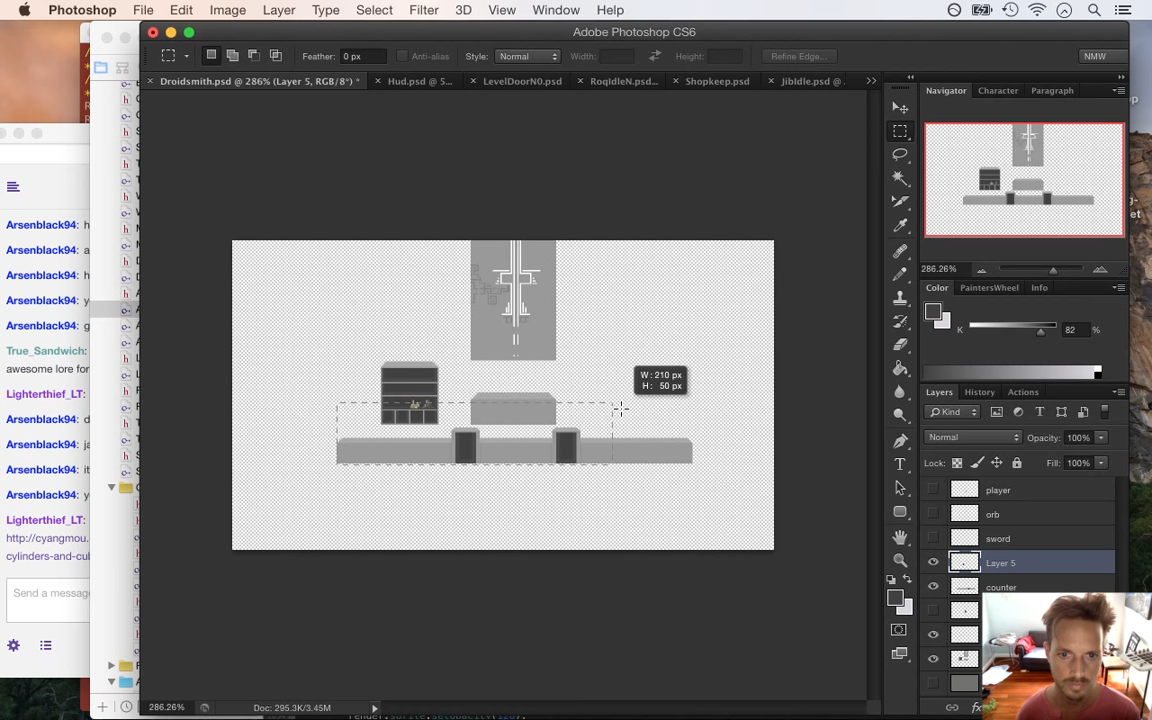 Photoshop File Edit Image Layer Type Select Filter 3D View Window Help
Adobe Photoshop CS6
Feather: 0 px Anti-alias Style: Normal Width: Height: Refine Edge... NMW
Droidsmith.psd @ 286% (Layer 5, RGB/8*) * Hud.psd @ 5... LevelDoorN0.psd RoqIdleN.psd... Shopkeep.psd JibIdle.psd @
Navigator Character Paragraph
286.26%
Color PaintersWheel Info
K 82 %
Layers History Actions
Kind
Normal Opacity: 100%
Lock: Fill: 100%
player
orb
sword
Layer 5
counter
W: 210 px
H: 50 px
Arsenblack94: h
Arsenblack94: a
Arsenblack94: h
Arsenblack94: y
Arsenblack94: g
True_Sandwich:
awesome lore for
Lighterthief_LT:
Arsenblack94: d
Arsenblack94: ja
Arsenblack94: it
Arsenblack94: y
Lighterthief_LT:
http://cyangmou.
cylinders-and-cub
Send a message
286.26% Doc: 295.3K/3.45M